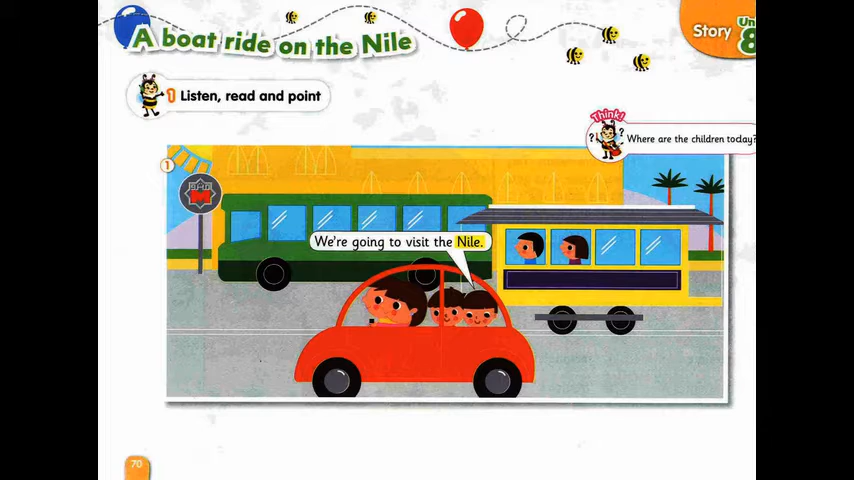 A boat ride on the Nile
Story
8
1 Listen, read and point
Think!
? ?
Where are the children today?
1
M
We're going to visit the Nile.
70